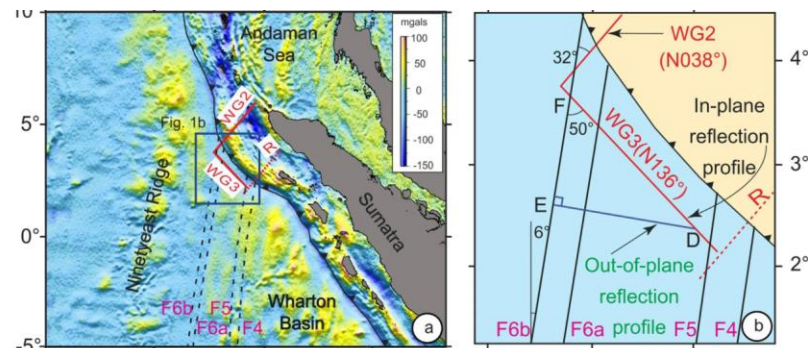 10
5°
0°
-5°
mgals
100
50
0
-50
-100
-150
Andaman
Sea
Fig. 1b
WG2
WG3
R
Ninetyeast Ridge
Sumatra
F6b
F5
F6a
F4
Wharton
Basin
a
b
WG2
(N038°)
32°
4°
In-plane
reflection
profile
F
50°
WG3(N136°)
3°
R
E
D
6°
Out-of-plane
reflection
profile
2°
F6b
F6a
F5
F4